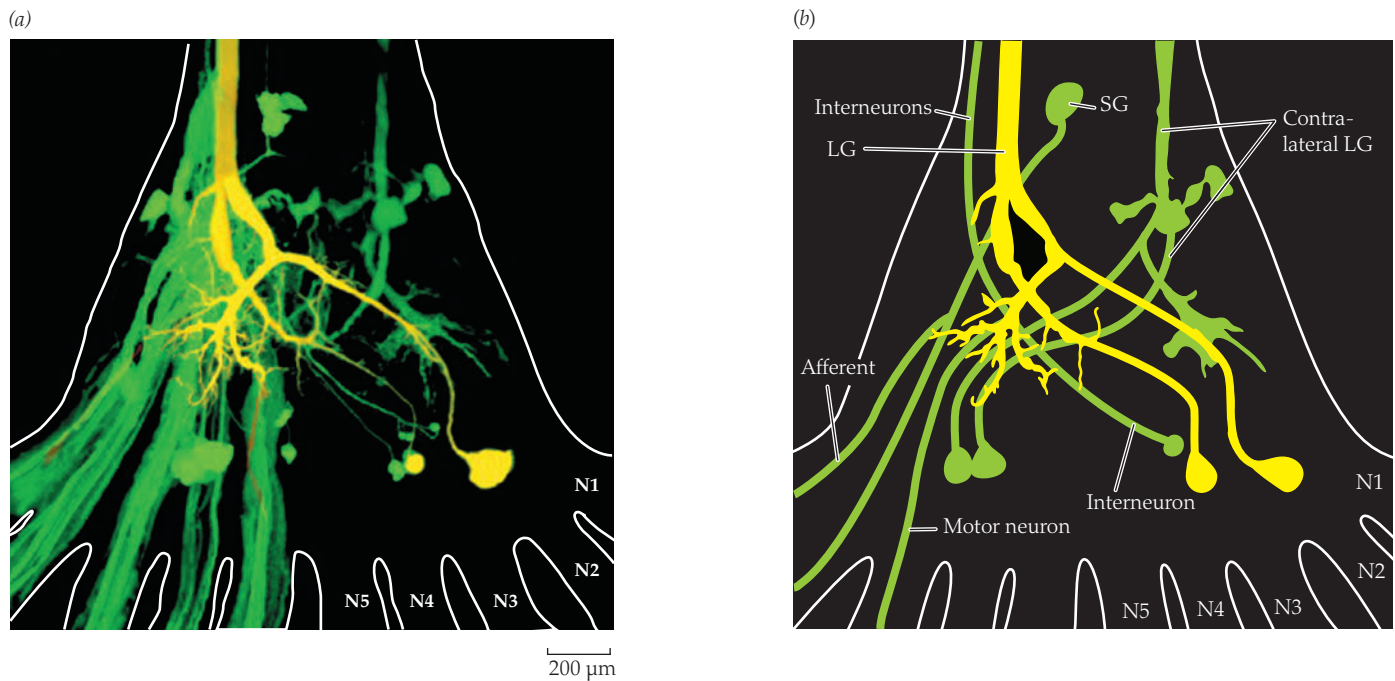 (a)
N1
N2
N5
N4
N3
200 µm
(b)
Interneurons
SG
LG
Contra-
lateral LG
Afferent
Interneuron
Motor neuron
N1
N2
N5
N4
N3